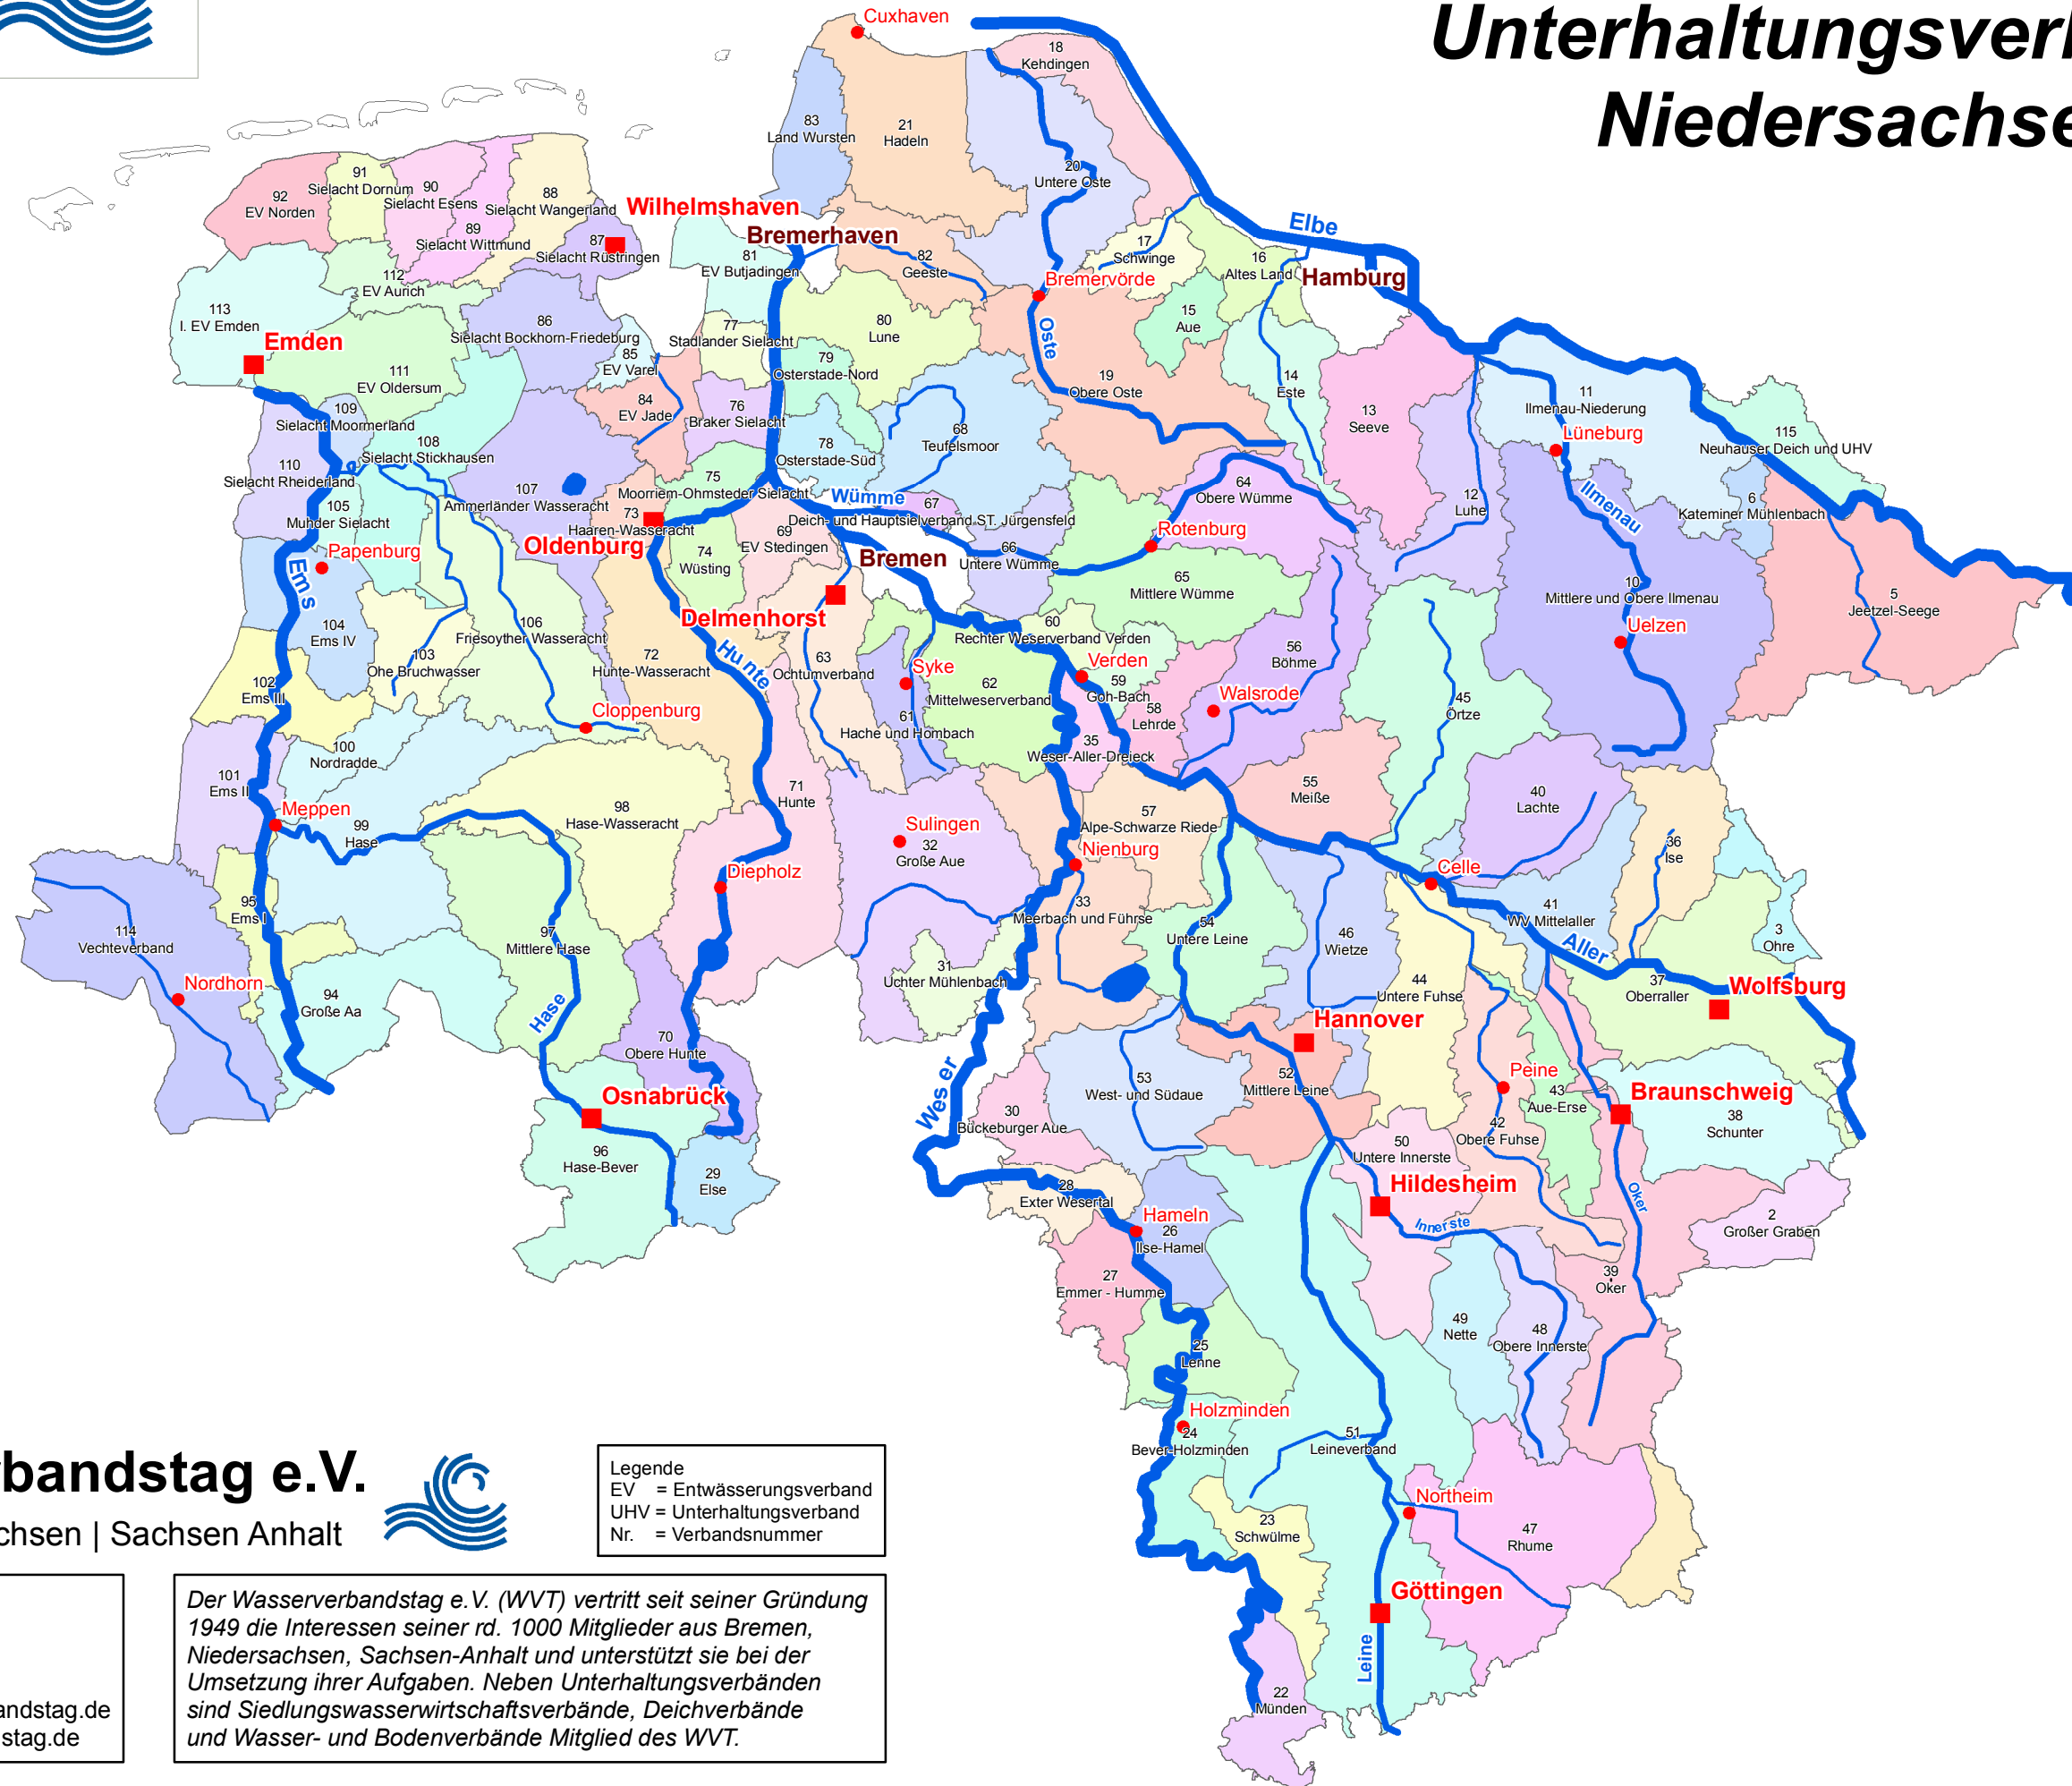 Unterhaltungsverl
Niedersachse
Cuxhaven
18
Kehdingen
83
Land Wursten
21
Hadeln
20
Untere Oste
91
Sielacht Dornum
90
Sielacht Esens
92
EV Norden
88
Sielacht Wangerland
89
Sielacht Wittmund
87
Sielacht Rüstringen
Wilhelmshaven
Bremerhaven
81
EV Butjadingen
82
Geeste
17
Schwinge
16
Altes Land
Elbe
Hamburg
Bremervörde
112
EV Aurich
113
I. EV Emden
Emden
86
Sielacht Bockhorn-Friedeburg
85
EV Varel
77
Stadlander Sielacht
80
Lune
15
Aue
Oste
111
EV Oldersum
79
Osterstade-Nord
19
Obere Oste
14
Este
13
Seeve
11
Ilmenau-Niederung
Lüneburg
115
Neuhauser Deich und UHV
109
Sielacht Moormerland
84
EV Jade
76
Braker Sielacht
68
Teufelsmoor
78
Osterstade-Süd
108
Sielacht Stickhausen
110
Sielacht Rheiderland
107
Ammerländer Wasseracht
75
Moorriem-Ohmsteder Sielacht
Wümme
67
Deich- und Hauptsielverband ST. Jürgensfeld
64
Obere Wümme
12
Luhe
Ilmenau
6
Kateminer Mühlenbach
105
Muhder Sielacht
73
Haaren-Wasseracht
Oldenburg
69
EV Stedingen
Rotenburg
Papenburg
74
Wüsting
Bremen
66
Untere Wümme
65
Mittlere Wümme
10
Mittlere und Obere Ilmenau
5
Jeetzel-Seege
Ems
104
Ems IV
106
Friesoyther Wasseracht
Delmenhorst
60
Rechter Weserverband Verden
Uelzen
103
Ohe Bruchwasser
72
Hunte-Wasseracht
Hunte
63
Ochtumverband
Syke
Verden
56
Böhme
102
Ems III
62
Mittelweserverband
59
Goh-Bach
Walsrode
45
Örtze
61
Hache und Hombach
58
Lehrde
Cloppenburg
100
Nordradde
35
Weser-Aller-Dreieck
101
Ems II
Meppen
71
Hunte
55
Meiße
40
Lachte
98
Hase-Wasseracht
57
Alpe-Schwarze Riede
99
Hase
Sulingen
32
Große Aue
Nienburg
36
Ise
Diepholz
Celle
95
Ems I
33
Meerbach und Führse
41
WV Mittelaller
114
Vechteverband
97
Mittlere Hase
54
Untere Leine
46
Wietze
Aller
3
Ohre
Nordhorn
31
Uchter Mühlenbach
44
Untere Fuhse
37
Oberaller
Wolfsburg
94
Große Aa
Hase
Hannover
70
Obere Hunte
Weser
53
West- und Südaue
52
Mittlere Leine
Peine
43
Aue-Erse
Braunschweig
38
Schunter
Osnabrück
30
Bückeburger Aue
42
Obere Fuhse
50
Untere Innerste
96
Hase-Bever
29
Else
28
Exter Wesertal
Hildesheim
Oker
Hameln
26
Ilse-Hamel
Innerste
2
Großer Graben
27
Emmer - Humme
39
Oker
49
Nette
48
Obere Innerste
25
Lenne
Holzminden
24
Bever-Holzminden
51
Leineverband
Northeim
23
Schwülme
47
Rhume
Göttingen
Leine
22
Münden
bandstag e.V.
chsen | Sachsen Anhalt
Legende
EV = Entwässerungsverband
UHV = Unterhaltungsverband
Nr. = Verbandsnummer
andstag.de
stag.de
Der Wasserverbandstag e.V. (WVT) vertritt seit seiner Gründung
1949 die Interessen seiner rd. 1000 Mitglieder aus Bremen,
Niedersachsen, Sachsen-Anhalt und unterstützt sie bei der
Umsetzung ihrer Aufgaben. Neben Unterhaltungsverbänden
sind Siedlungswasserwirtschaftsverbände, Deichverbände
und Wasser- und Bodenverbände Mitglied des WVT.